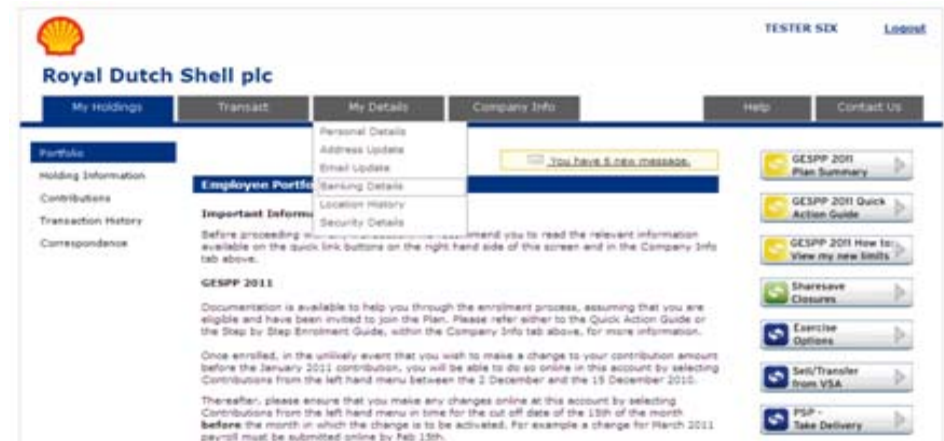 TESTER SIX Logout
Royal Dutch Shell plc
My Holdings Transact My Details Company Info Help Contact Us
Personal Details
Address Update
Email Update
Banking Details
Location History
Security Details
Portfolio
Holding Information
Contributions
Transaction History
Correspondence
You have 6 new message.
Employee Portfo
Important Informa
Before proceeding with any recommend you to read the relevant information
available on the quick link buttons on the right hand side of this screen and in the Company Info
tab above.
GESPP 2011
Documentation is available to help you through the enrolment process, assuming that you are
eligible and have been invited to join the Plan. Please refer either to the Quick Action Guide or
the Step by Step Enrolment Guide, within the Company Info tab above, for more information.
Once enrolled, in the unlikely event that you wish to make a change to your contribution amount
before the January 2011 contribution, you will be able to do so online in this account by selecting
Contributions from the left hand menu between the 2 December and the 15 December 2010.
Thereafter, please ensure that you make any changes online at this account by selecting
Contributions from the left hand menu in time for the cut off date of the 15th of the month
before the month in which the change is to be activated. For example a change for March 2011
payroll must be submitted online by Feb 15th.
GESPP 2011
Plan Summary
GESPP 2011 Quick
Action Guide
GESPP 2011 How to:
View my new limits
Sharesave
Closures
Exercise
Options
Sell/Transfer
from VSA
PSP -
Take Delivery